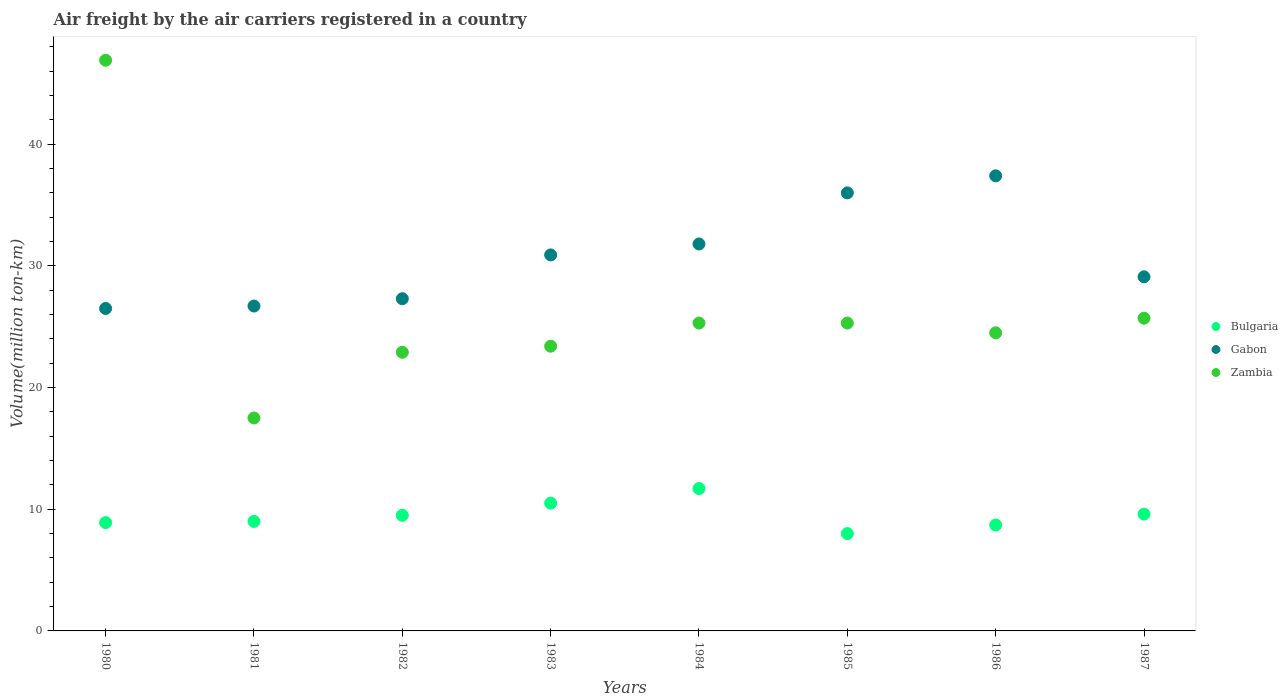 Air freight by the air carriers registered in a country
Volume(million ton-km)
40
30
20
10
0
1980
1981
1982
1983
1984
1985
1986
1987
Years
Bulgaria
Gabon
Zambia